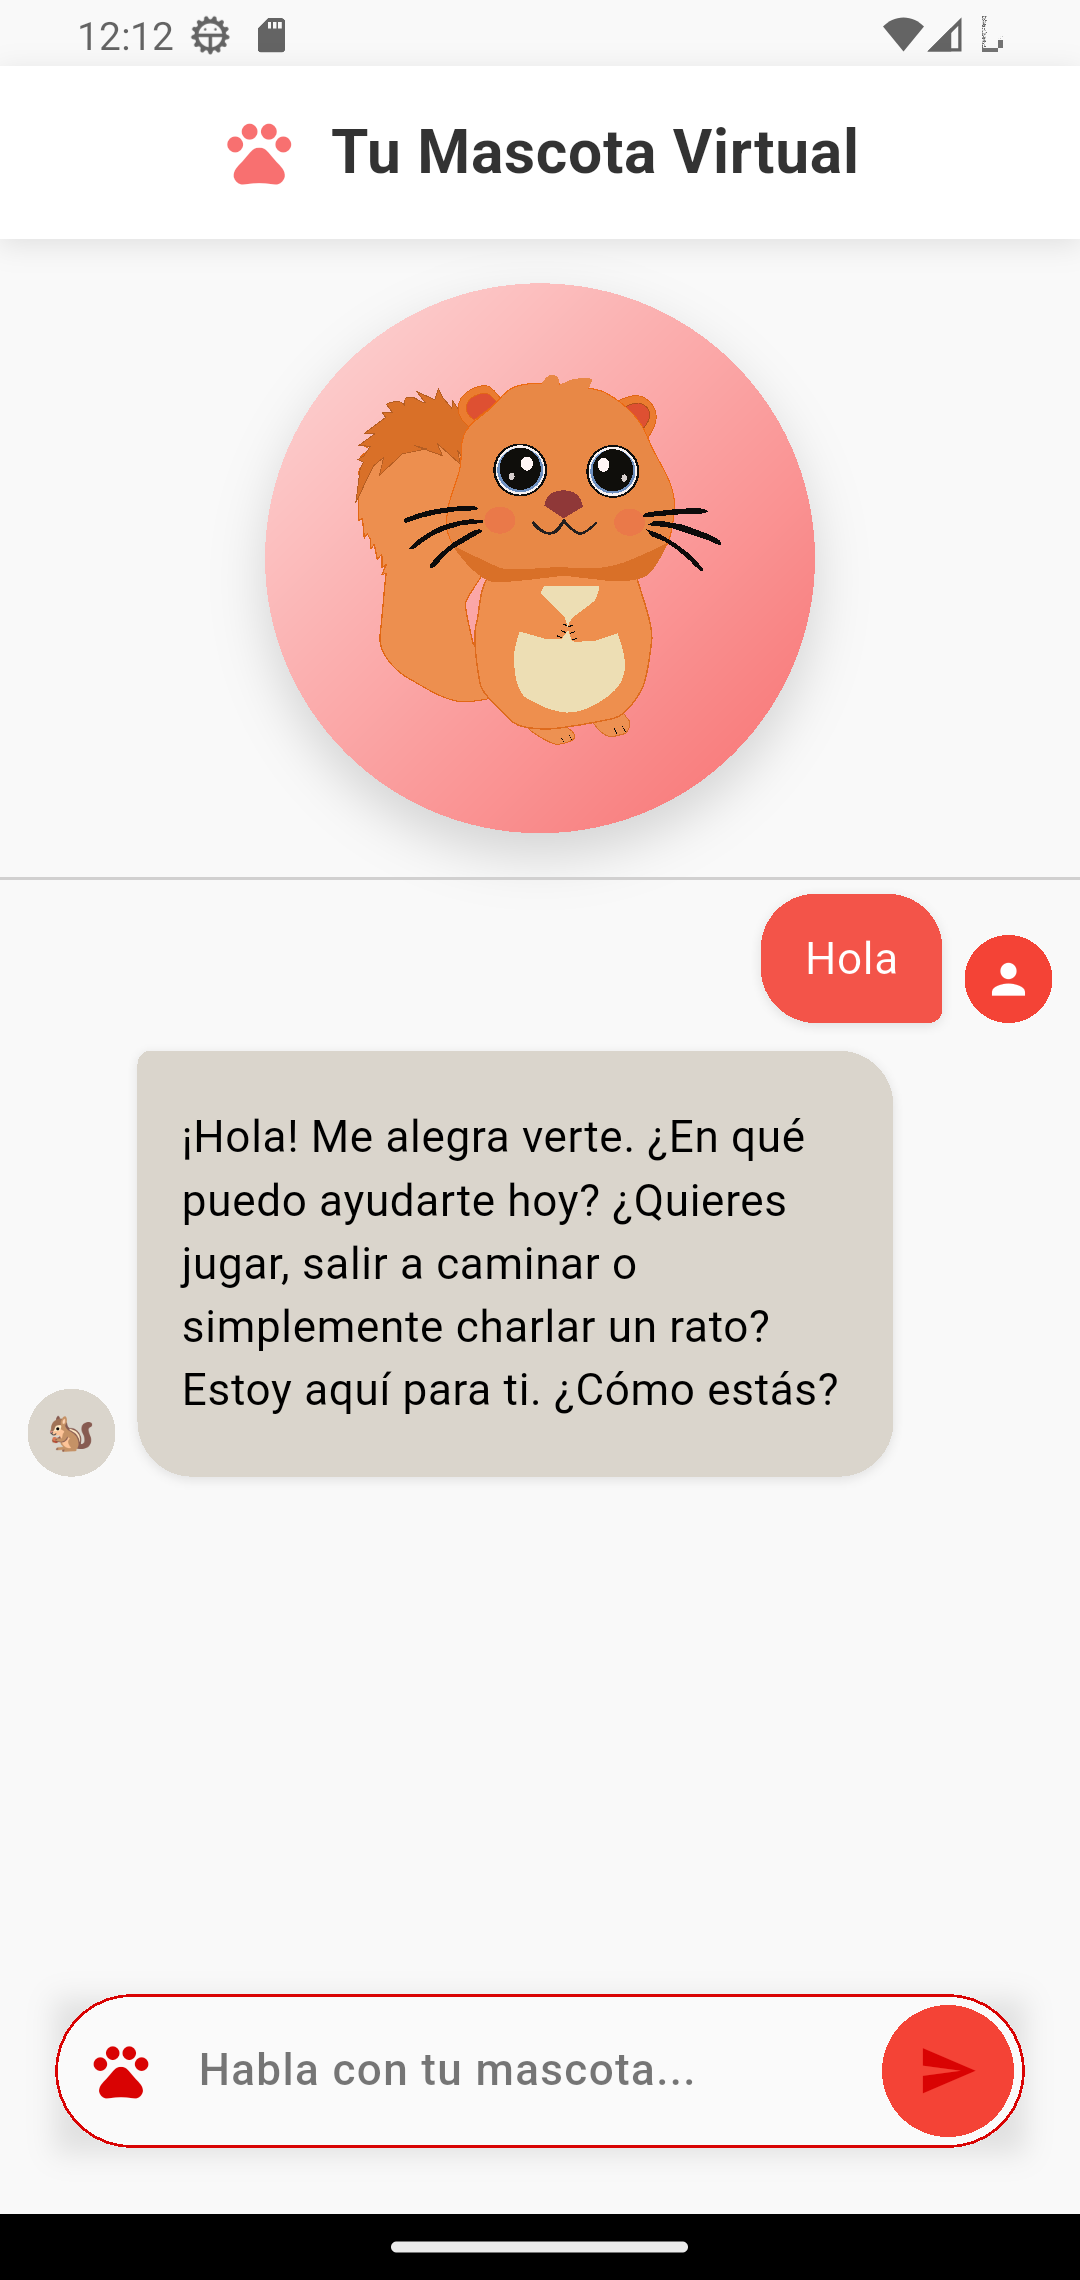 12:12
Tu Mascota Virtual
Hola
¡Hola! Me alegra verte. ¿En qué
puedo ayudarte hoy? ¿Quieres
jugar, salir a caminar o
simplemente charlar un rato?
Estoy aquí para ti. ¿Cómo estás?
Habla con tu mascota...